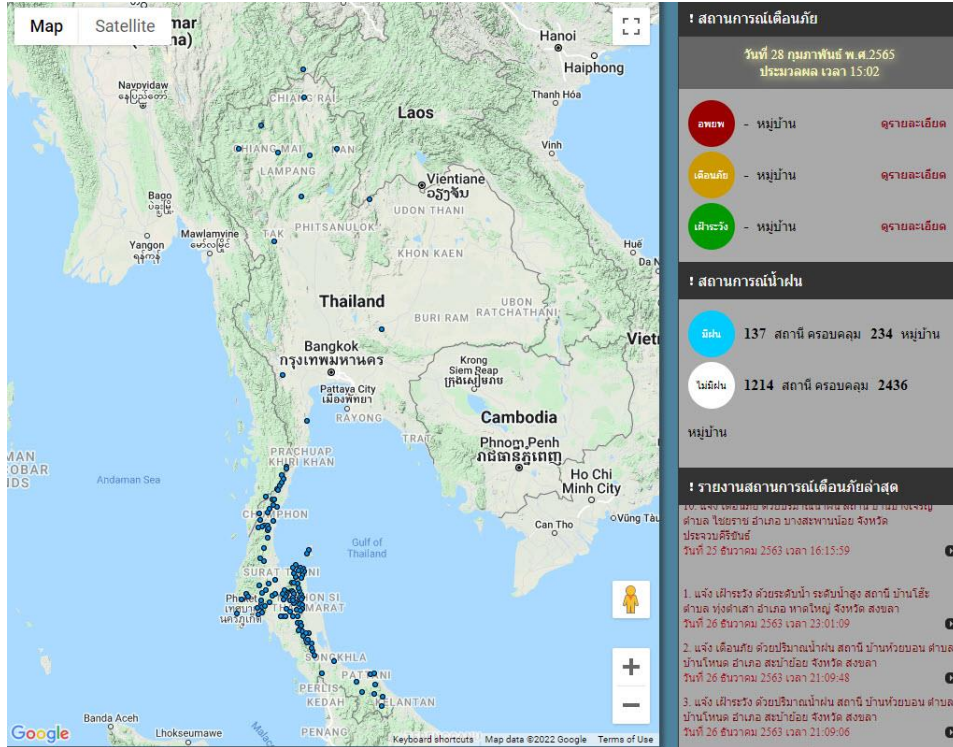 Map Satellite
Hanoi
Haiphong
Naypyidaw
နေပြည်တော်
CHIANG RAI
Thanh Hóa
Laos
CHIANG MAI
LAMPANG
Vinh
Vientiane
ວຽງຈັນ
Bago
ပဲခူးမြို့
UDON THANI
Mawlamyine
TAK
PHITSANULOK
Yangon
ရန်ကုန်
KHON KAEN
Huế
Thailand
UBON
RATCHATHANI
BURI RAM
Bangkok
กรุงเทพมหานคร
Krong
Siem Reap
ក្រុងសៀមរាប
Pattaya City
เมืองพัทยา
RAYONG
TRAT
Cambodia
PRACHUAP
KHIRI KHAN
Phnom Penh
រាជធានីភ្នំពេញ
Andaman Sea
Ho Chi
Minh City
CHUMPHON
Can Tho
Vũng Tàu
Gulf of
Thailand
SURAT THANI
SONGKHLA
PATTANI
PERLIS
KEDAH
KELANTAN
Banda Aceh
Lhokseumawe
PENANG
Google
Keyboard shortcuts Map data ©2022 Google Terms of Use
! สถานการณ์เตือนภัย
วันที่ 28 กุมภาพันธ์ พ.ศ.2565
ประมวลผล เวลา 15:02
อพยพ - หมู่บ้าน ดูรายละเอียด
เตือนภัย - หมู่บ้าน ดูรายละเอียด
เฝ้าระวัง - หมู่บ้าน ดูรายละเอียด
! สถานการณ์น้ำฝน
มีฝน 137 สถานี ครอบคลุม 234 หมู่บ้าน
ไม่มีฝน 1214 สถานี ครอบคลุม 2436
หมู่บ้าน
! รายงานสถานการณ์เตือนภัยล่าสุด
ตำบล ไชยราช อำเภอ บางสะพานน้อย จังหวัด
ประจวบคีรีขันธ์
วันที่ 25 ธันวาคม 2563 เวลา 16:15:59
1. แจ้ง เฝ้าระวัง ด้วยระดับน้ำ ระดับน้ำสูง สถานี บ้านโฮ๊ะ
ตำบล ทุ่งตำเสา อำเภอ หาดใหญ่ จังหวัด สงขลา
วันที่ 26 ธันวาคม 2563 เวลา 23:01:09
2. แจ้ง เตือนภัย ด้วยปริมาณน้ำฝน สถานี บ้านห้วยบอน ตำบล
บ้านโหนด อำเภอ สะบ้าย้อย จังหวัด สงขลา
วันที่ 26 ธันวาคม 2563 เวลา 21:09:48
3. แจ้ง เฝ้าระวัง ด้วยปริมาณน้ำฝน สถานี บ้านห้วยบอน ตำบล
บ้านโหนด อำเภอ สะบ้าย้อย จังหวัด สงขลา
วันที่ 26 ธันวาคม 2563 เวลา 21:09:06